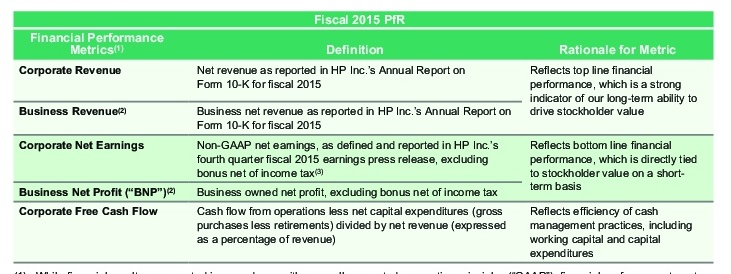 Fiscal 2015 PfR
Financial Performance
Metrics(1)
Definition
Rationale for Metric
Corporate Revenue
Net revenue as reported in HP Inc.'s Annual Report on
Form 10-K for fiscal 2015
Reflects top line financial
performance, which is a strong
indicator of our long-term ability to
drive stockholder value
Business Revenue(2)
Business net revenue as reported in HP Inc.'s Annual Report on
Form 10-K for fiscal 2015
Corporate Net Earnings
Non-GAAP net earnings, as defined and reported in HP Inc.'s
fourth quarter fiscal 2015 earnings press release, excluding
bonus net of income tax(3)
Reflects bottom line financial
performance, which is directly tied
to stockholder value on a short-
term basis
Business Net Profit ("BNP")(2)
Business owned net profit, excluding bonus net of income tax
Corporate Free Cash Flow
Cash flow from operations less net capital expenditures (gross
purchases less retirements) divided by net revenue (expressed
as a percentage of revenue)
Reflects efficiency of cash
management practices, including
working capital and capital
expenditures